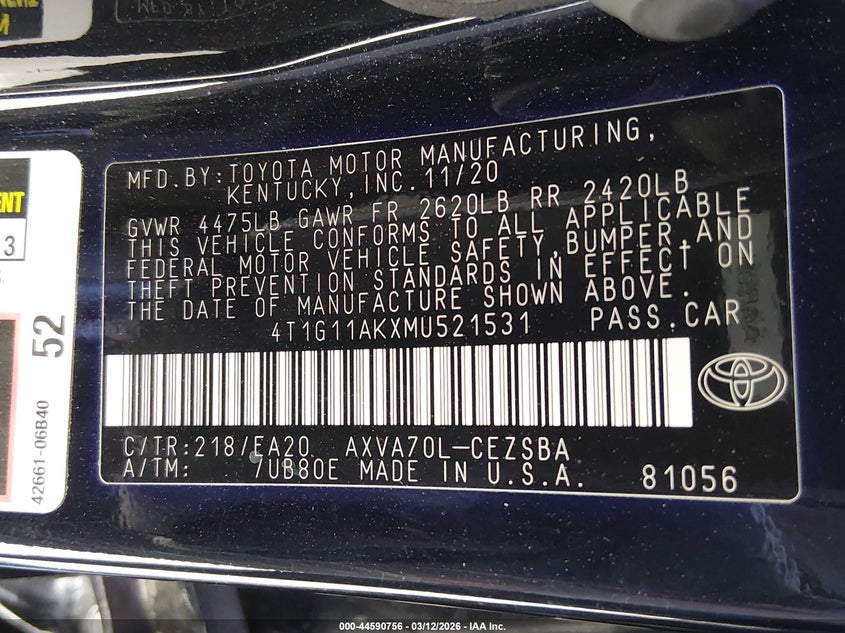 MFD.BY:TOYOTA MOTOR MANUFACTURING,
KENTUCKY, INC. 11/20
GVWR 4475LB GAWR FR 2620LB RR 2420LB
THIS VEHICLE CONFORMS TO ALL APPLICABLE
FEDERAL MOTOR VEHICLE SAFETY,BUMPER,AND
THEFT PREVENTION STANDARDS IN EFFECT ON
THE DATE OF MANUFACTURE SHOWN ABOVE.
4T1G11AKXMU521531 PASS.CAR
C/TR:218/EA20 AXVA70L-CEZSBA
A/TM: /UB80E MADE IN U.S.A. 81056
3
52
42661-06B40
000-44590756 - 03/12/2026 - IAA Inc.